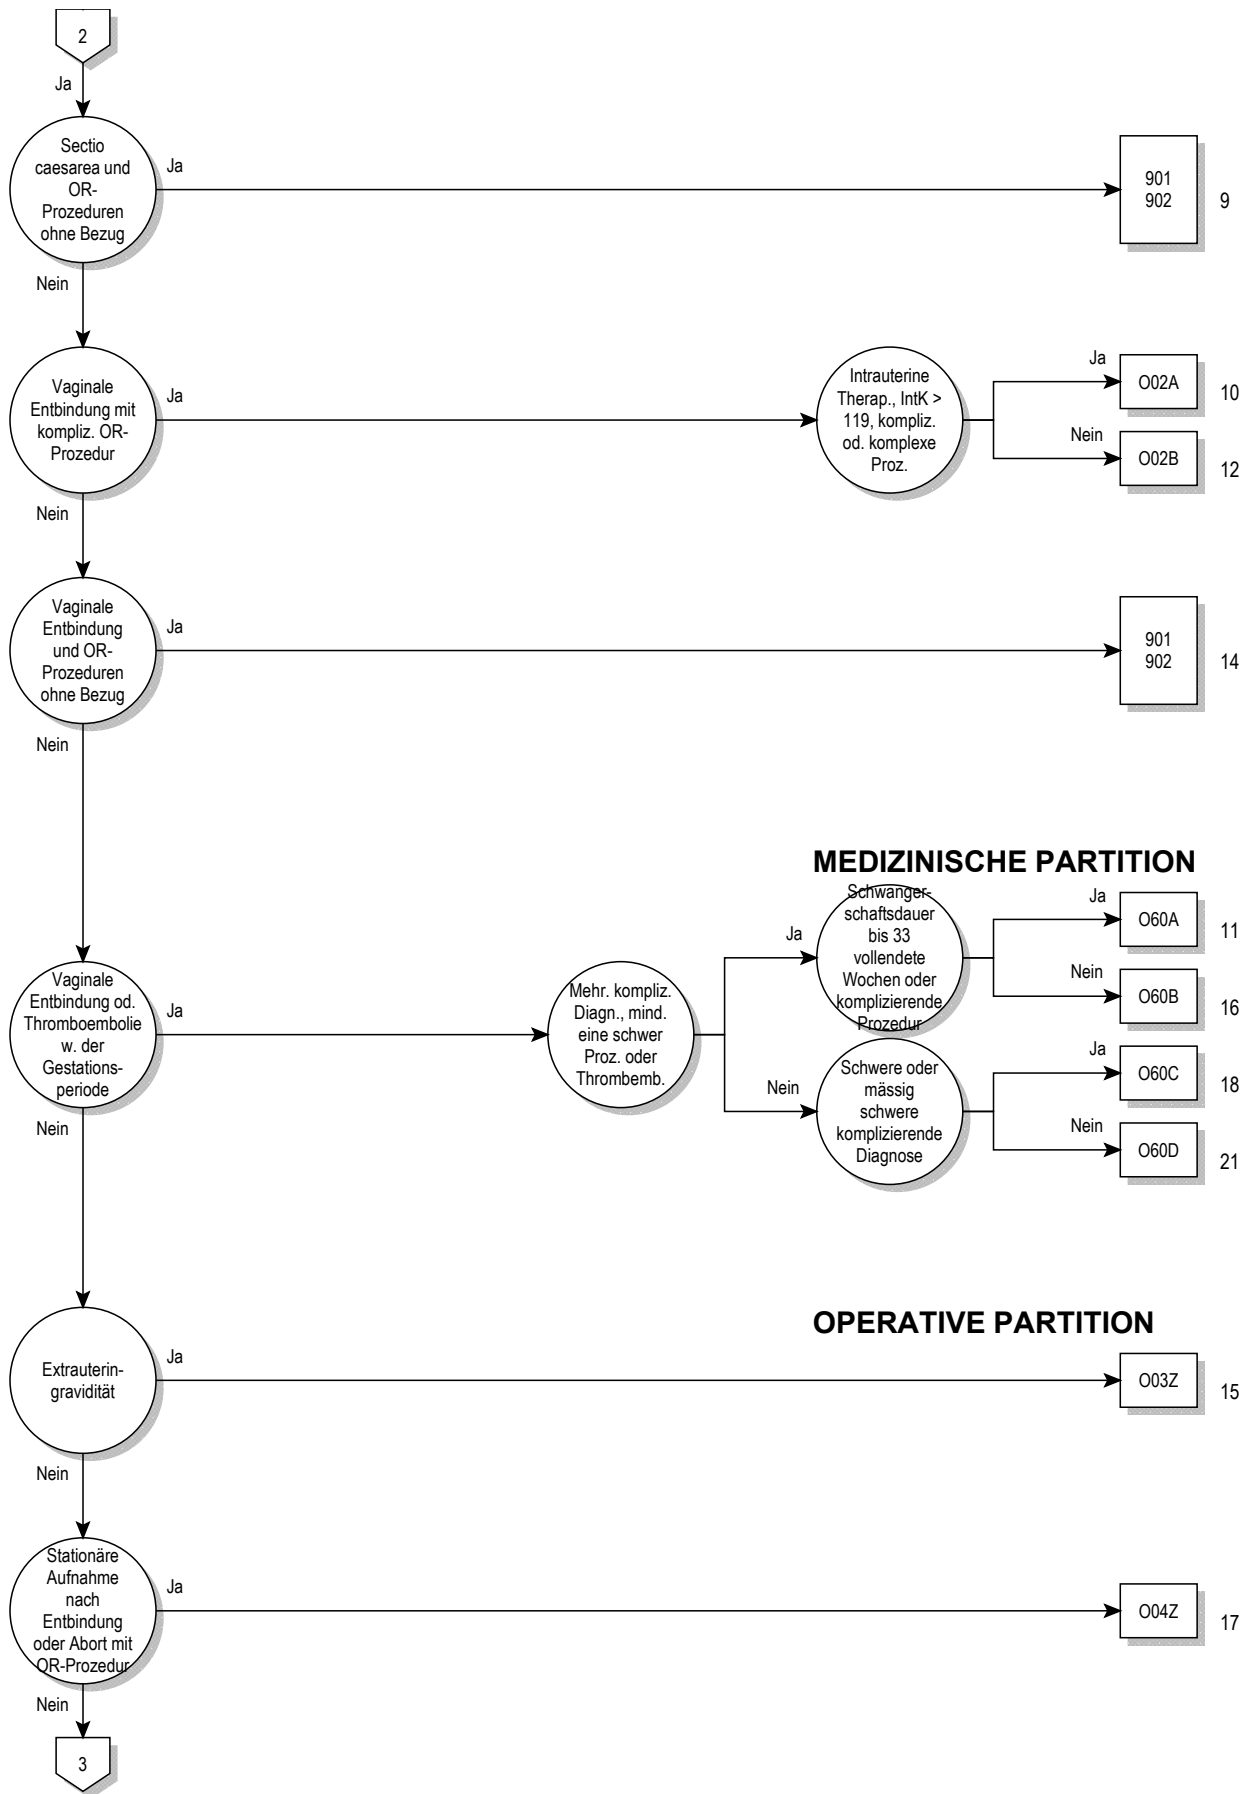 2
Ja
Sectio
caesarea und
OR-
Prozeduren
ohne Bezug
Ja
901
902
9
Nein
Vaginale
Entbindung mit
kompliz. OR-
Prozedur
Ja
Intrauterine
Therap., IntK >
119, kompliz.
od. komplexe
Proz.
Ja
O02A
10
Nein
O02B
12
Nein
Vaginale
Entbindung
und OR-
Prozeduren
ohne Bezug
Ja
901
902
14
Nein
MEDIZINISCHE PARTITION
Vaginale
Entbindung od.
Thromboembolie
w. der
Gestations-
periode
Ja
Mehr. kompliz.
Diagn., mind.
eine schwer
Proz. oder
Thrombemb.
Ja
Schwanger-
schaftsdauer
bis 33
vollendete
Wochen oder
komplizierende
Prozedur
Ja
O60A
11
Nein
O60B
16
Nein
Schwere oder
mässig
schwere
komplizierende
Diagnose
Ja
O60C
18
Nein
O60D
21
Nein
OPERATIVE PARTITION
Extrauterin-
gravidität
Ja
O03Z
15
Nein
Stationäre
Aufnahme
nach
Entbindung
oder Abort mit
OR-Prozedur
Ja
O04Z
17
Nein
3